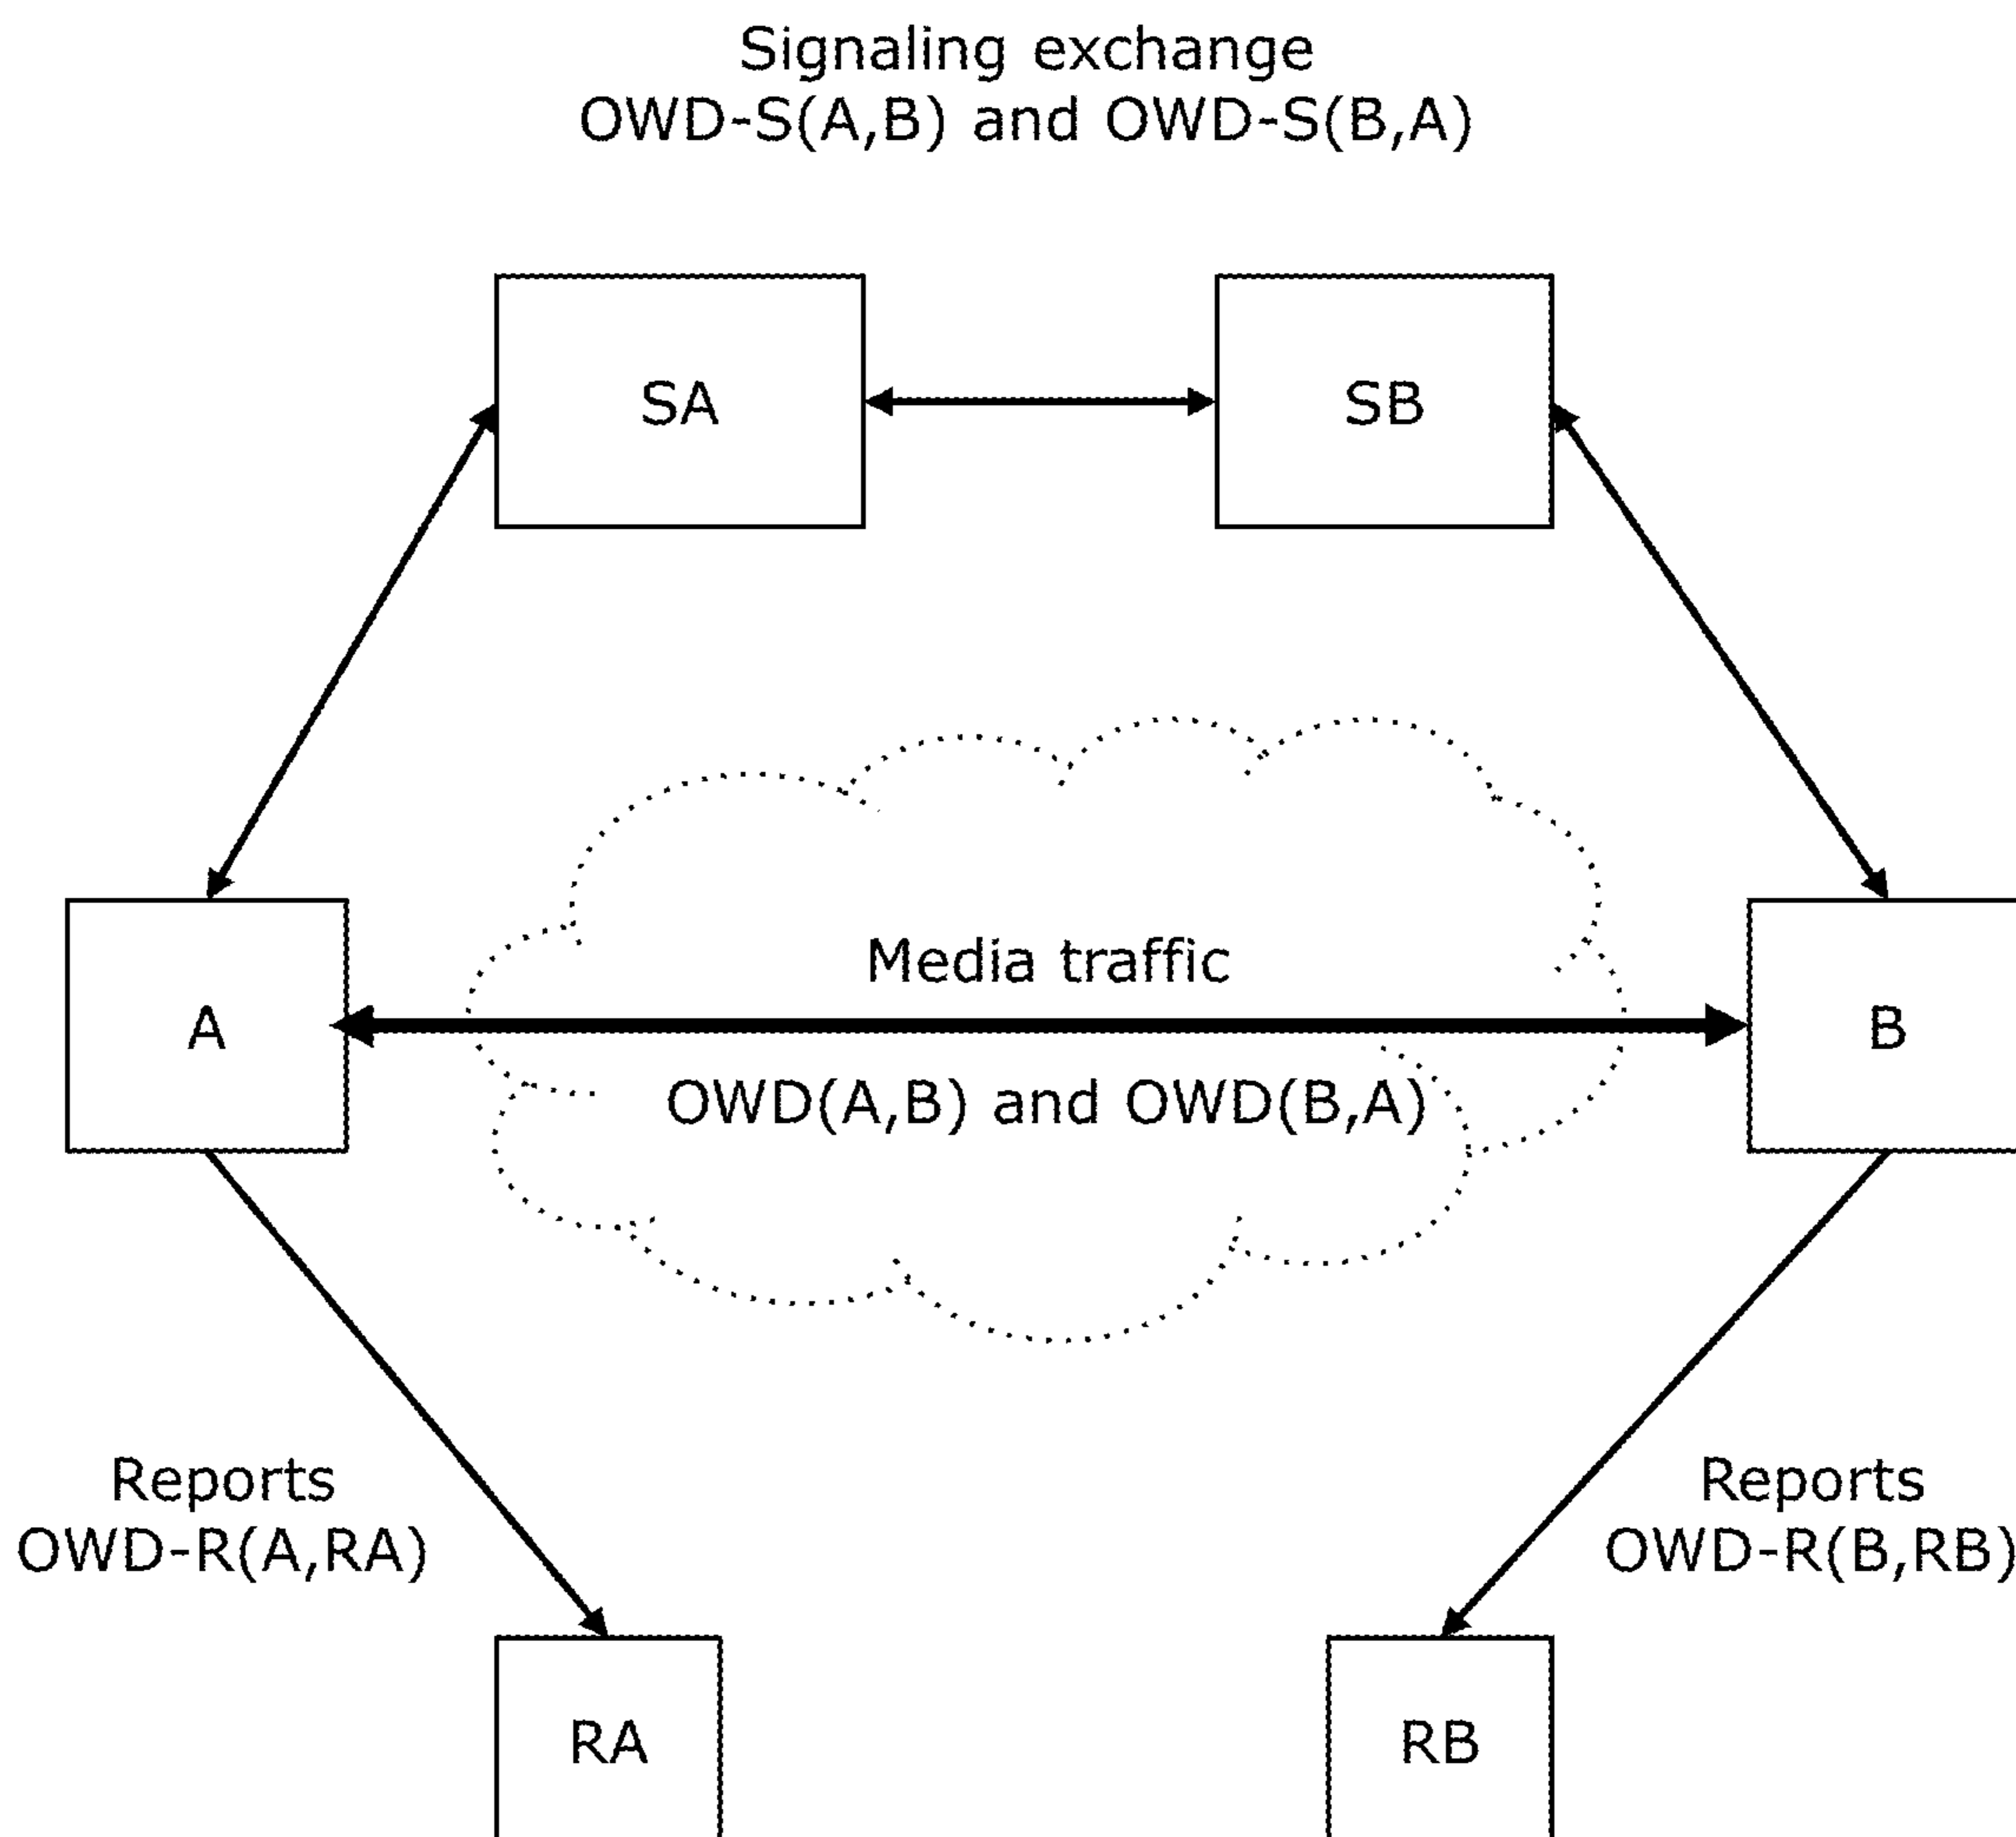 Signaling exchange
OWD-S(A,B) and OWD-S(B,A)
SA
SB
Media traffic
A
B
OWD(A,B) and OWD(B,A)
Reports
OWD-R(A,RA)
Reports
OWD-R(B,RB)
RA
RB